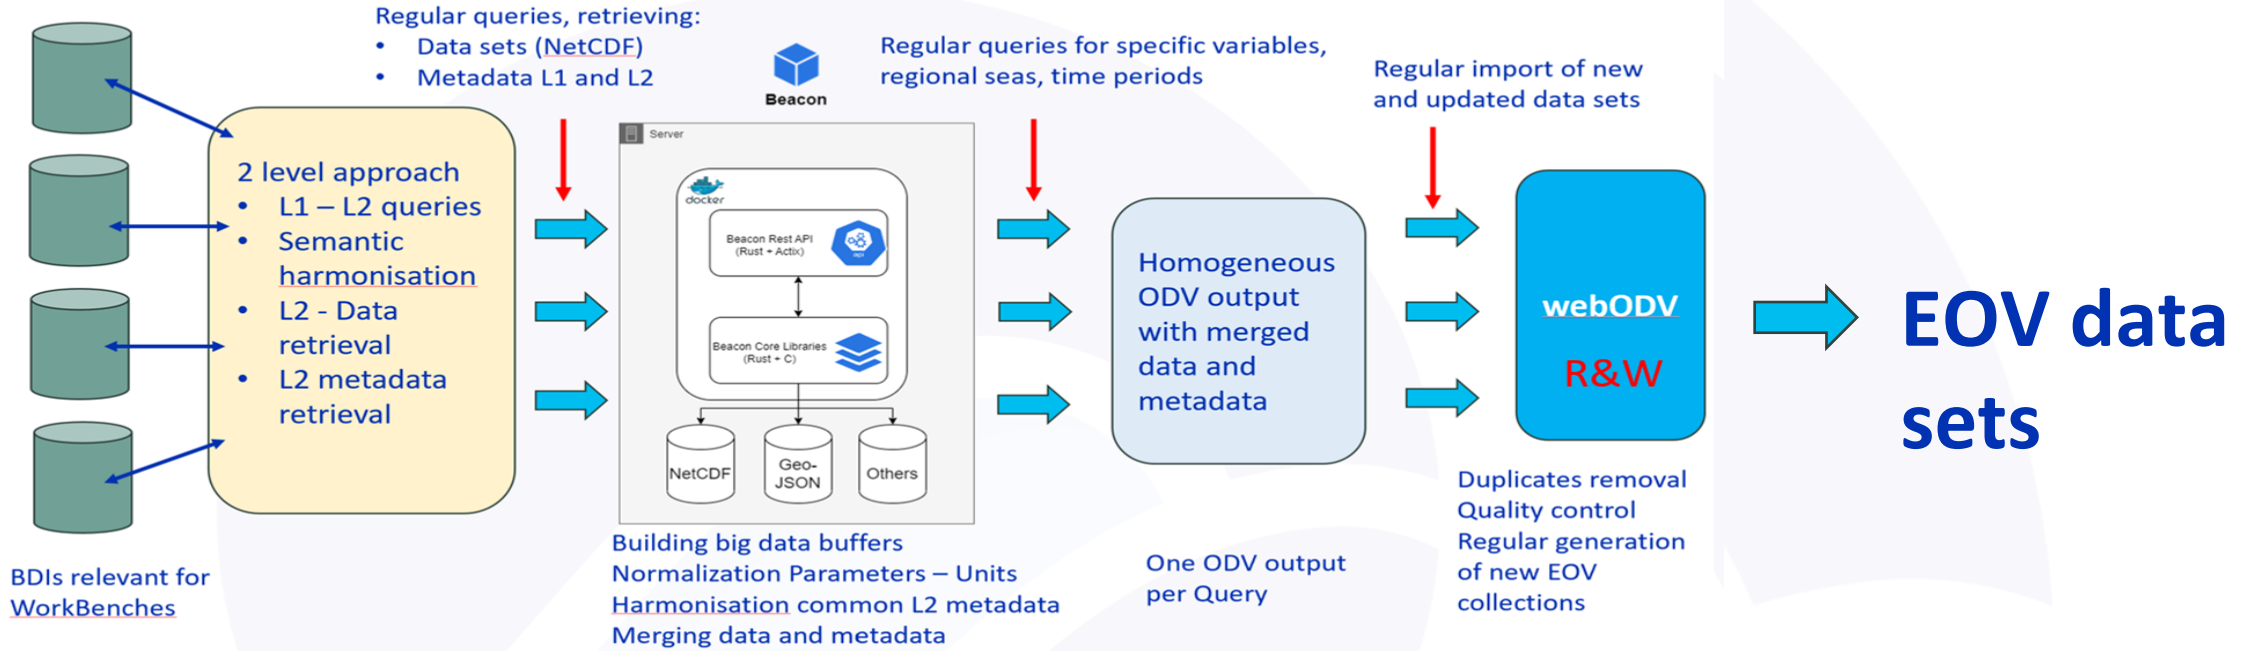 Regular queries, retrieving:
• Data sets (NetCDF)
• Metadata L1 and L2
Beacon
Regular queries for specific variables,
regional seas, time periods
Regular import of new
and updated data sets
2 level approach
• L1 – L2 queries
• Semantic
harmonisation
• L2 - Data
retrieval
• L2 metadata
retrieval
Server
docker
Beacon Rest API
(Rust + Actix)
api
Beacon Core Libraries
(Rust + C)
NetCDF
Geo-
JSON
Others
Homogeneous
ODV output
with merged
data and
metadata
webODV
R&W
EOV data
sets
BDIs relevant for
WorkBenches
Building big data buffers
Normalization Parameters – Units
Harmonisation common L2 metadata
Merging data and metadata
One ODV output
per Query
Duplicates removal
Quality control
Regular generation
of new EOV
collections